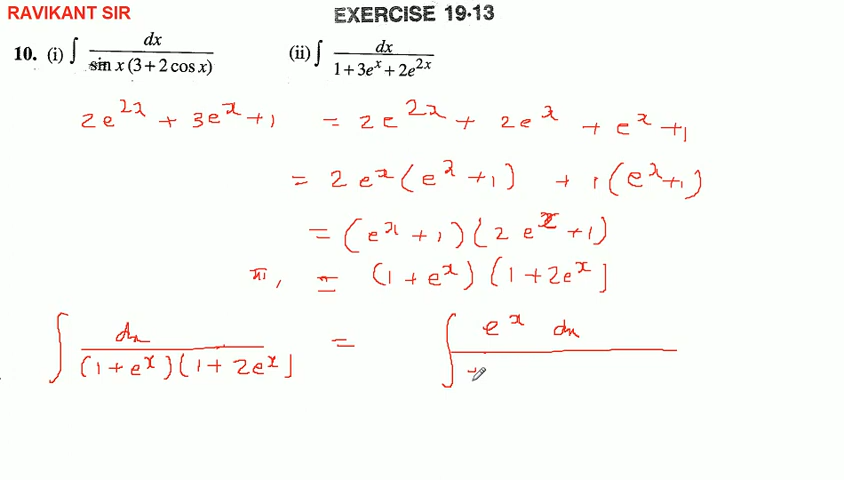 RAVIKANT SIR
EXERCISE 19·13
10. (i) ∫ dx / sin x (3 + 2 cos x) (ii) ∫ dx / 1 + 3e^x + 2e^2x
2e^2x + 3e^x + 1 = 2e^2x + 2e^x + e^x + 1
= 2e^x (e^x + 1) + 1 (e^x + 1)
= (e^x + 1) (2e^x + 1)
= (1 + e^x) (1 + 2e^x]
∫ dx / (1 + e^x) (1 + 2e^x] = ∫ e^x dx